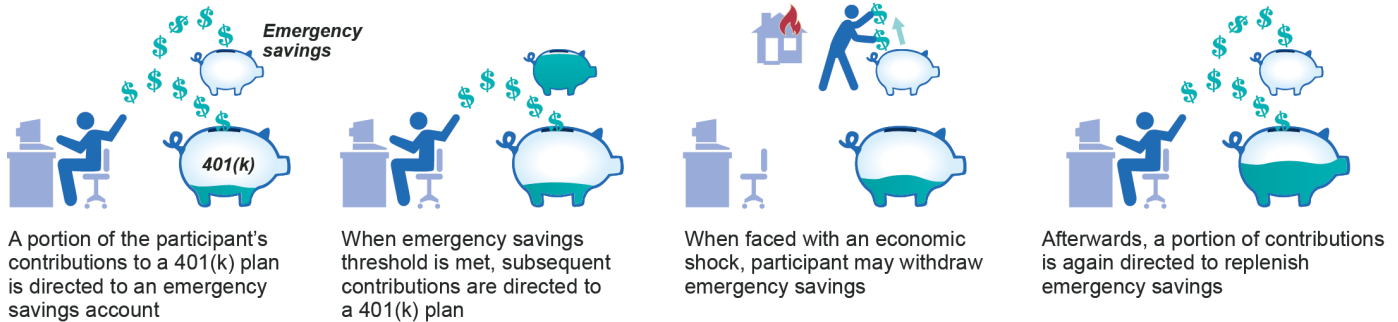 Emergency
savings
401(k)
A portion of the participant’s
contributions to a 401(k) plan
is directed to an emergency
savings account
When emergency savings
threshold is met, subsequent
contributions are directed to
a 401(k) plan
When faced with an economic
shock, participant may withdraw
emergency savings
Afterwards, a portion of contributions
is again directed to replenish
emergency savings